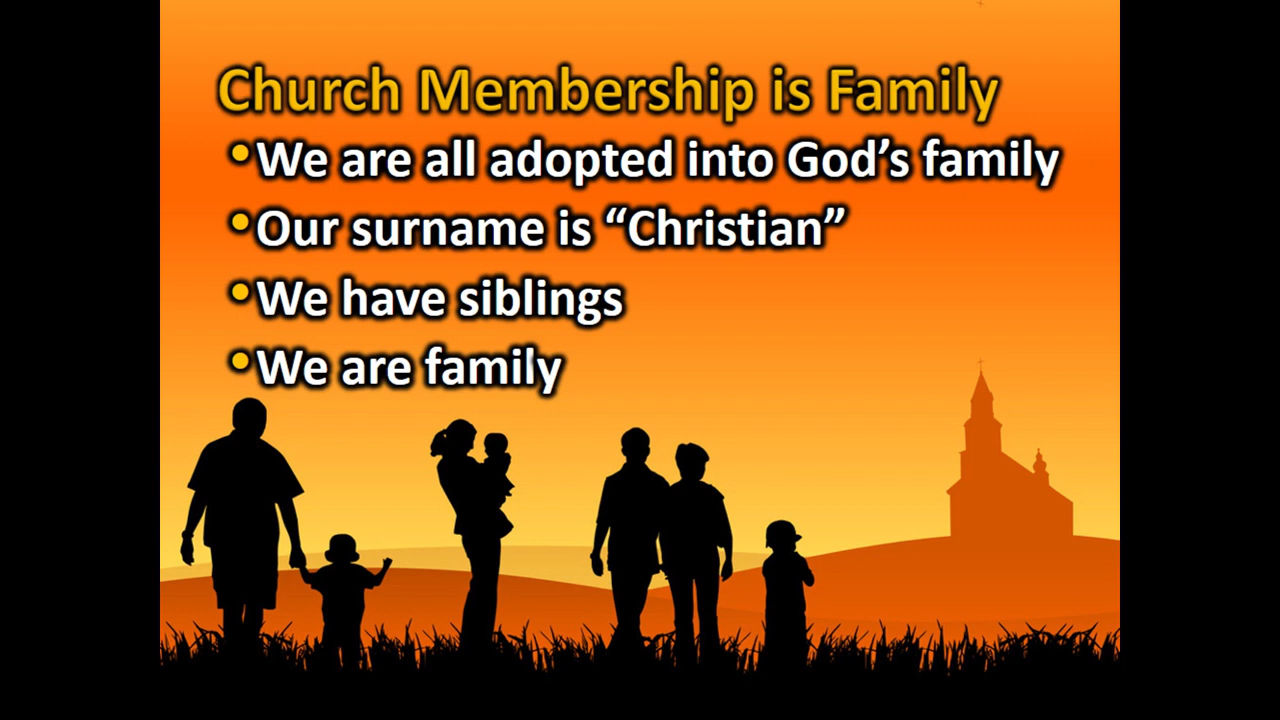 Church Membership is Family
•We are all adopted into God’s family
•Our surname is “Christian”
•We have siblings
•We are family